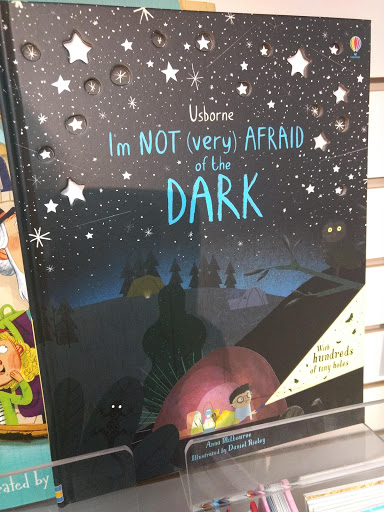 Usborne
I'm NOT (very) AFRAID
of the
DARK
With
hundreds
of tiny holes
Anna Milbourne
Illustrated by Daniel Rieley
ated by